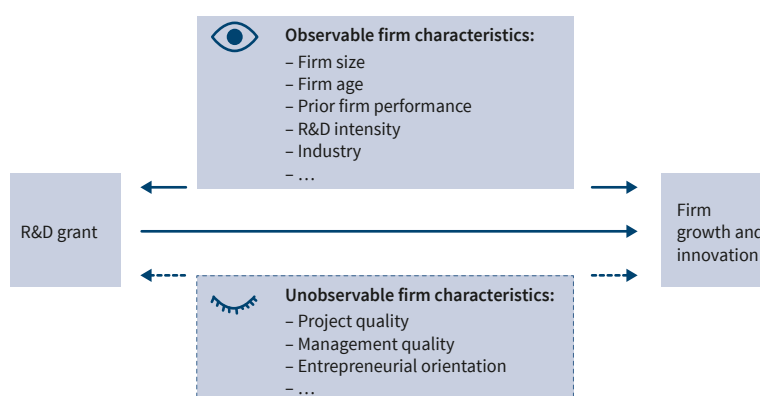 Observable firm characteristics:
– Firm size
– Firm age
– Prior firm performance
– R&D intensity
– Industry
– …
R&D grant
Firm
growth and
innovation
Unobservable firm characteristics:
– Project quality
– Management quality
– Entrepreneurial orientation
– …